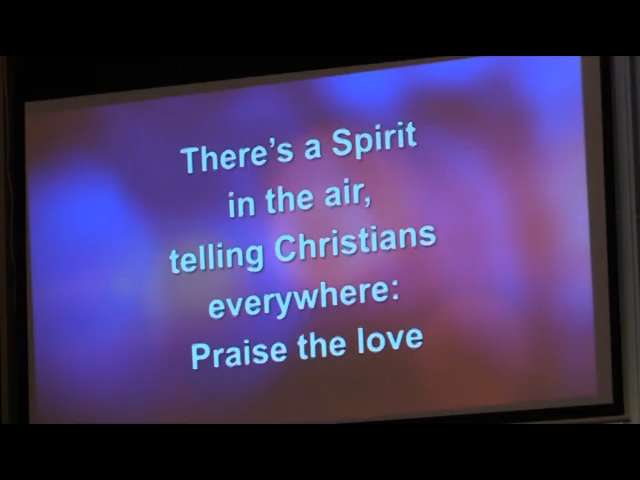 There's a Spirit
in the air,
telling Christians
everywhere:
Praise the love